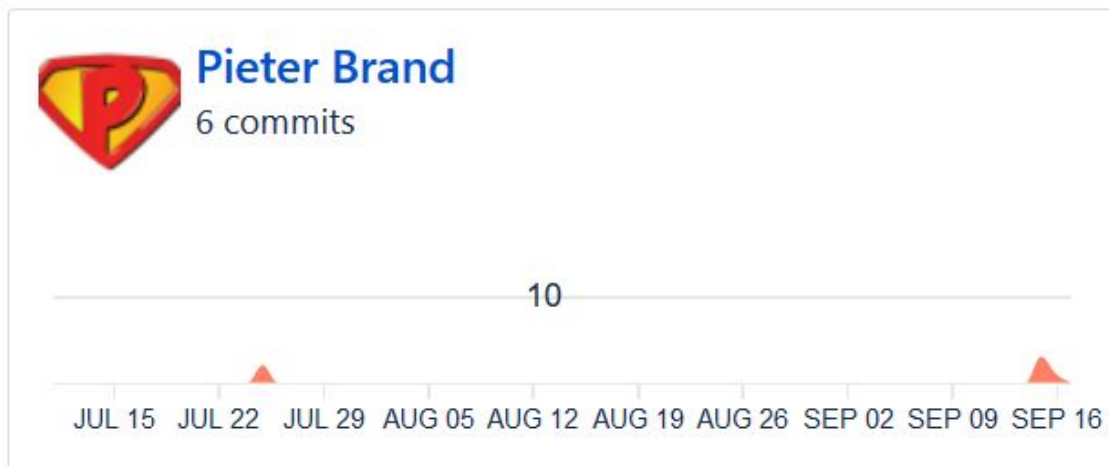 P
Pieter Brand
6 commits
10
JUL 15 JUL 22 JUL 29 AUG 05 AUG 12 AUG 19 AUG 26 SEP 02 SEP 09 SEP 16